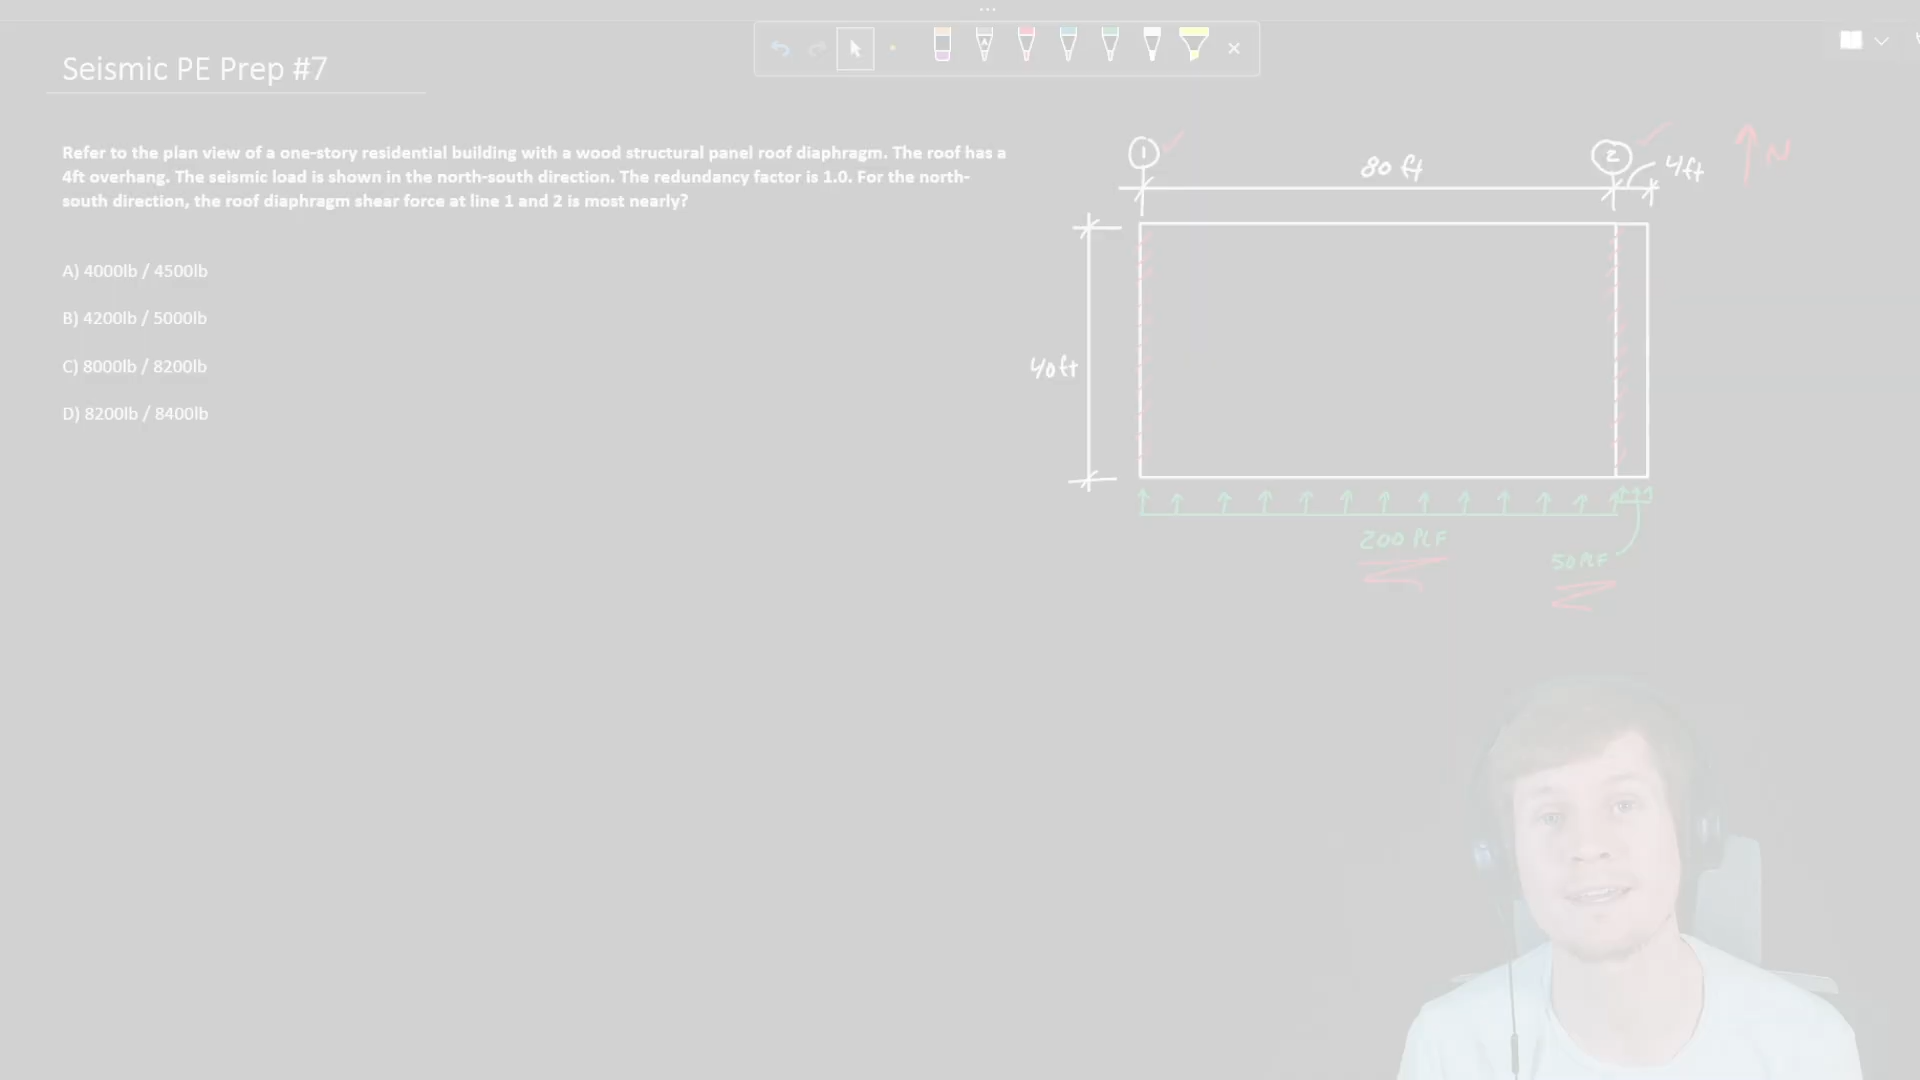 Seismic PE Prep #7
Refer to the plan view of a one-story residential building with a wood structural panel roof diaphragm. The roof has a
4ft overhang. The seismic load is shown in the north-south direction. The redundancy factor is 1.0. For the north-
south direction, the roof diaphragm shear force at line 1 and 2 is most nearly?
A) 4000lb / 4500lb
B) 4200lb / 5000lb
C) 8000lb / 8200lb
D) 8200lb / 8400lb
1
80 ft
2
4ft
N
40ft
200 PLF
50 PLF